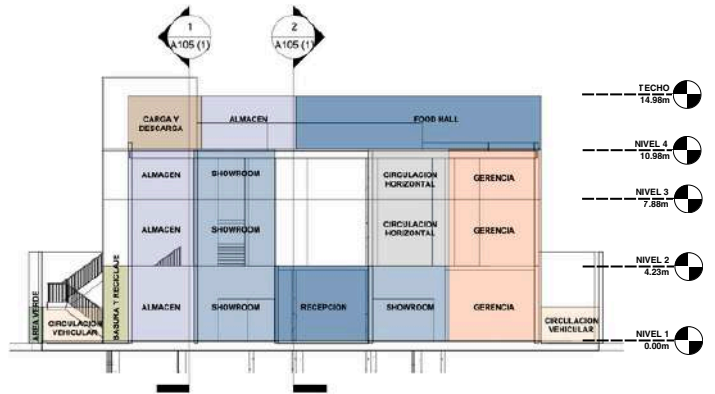 1
A105 (1)
2
A105 (1)
TECHO
14.98m
CARGA Y
DESCARGA
ALMACEN
FOOD HALL
NIVEL 4
10.98m
ALMACEN
SHOWROOM
CIRCULACION
HORIZONTAL
GERENCIA
NIVEL 3
7.88m
ALMACEN
SHOWROOM
CIRCULACION
HORIZONTAL
GERENCIA
NIVEL 2
4.23m
AREA VERDE
CIRCULACION
VEHICULAR
BASURA Y RECICLAJE
ALMACEN
SHOWROOM
RECEPCION
SHOWROOM
GERENCIA
CIRCULACION
VEHICULAR
NIVEL 1
0.00m